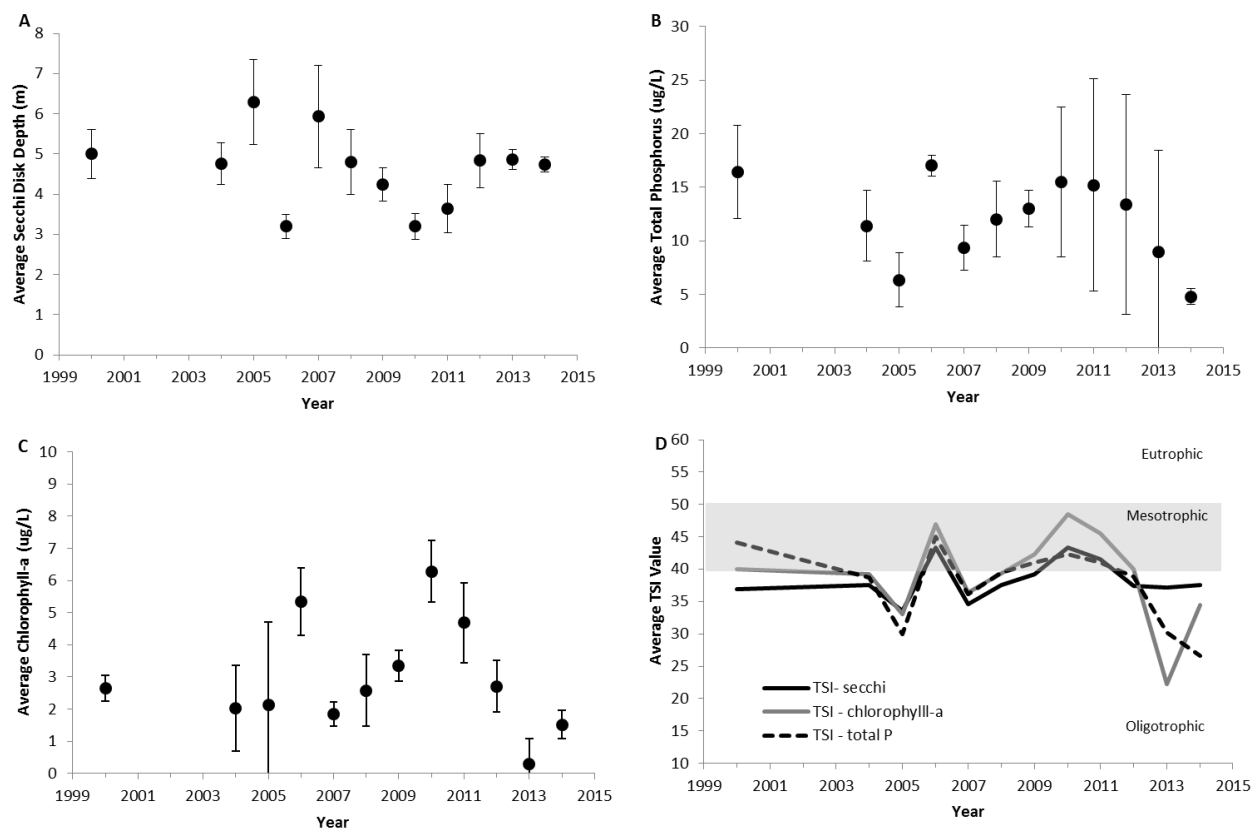 A
Average Secchi Disk Depth (m)
8
7
6
5
4
3
2
1
0
1999 2001 2003 2005 2007 2009 2011 2013 2015
Year
B
Average Total Phosphorus (ug/L)
30
25
20
15
10
5
0
1999 2001 2003 2005 2007 2009 2011 2013 2015
Year
C
Average Chlorophyll-a (ug/L)
10
9
8
7
6
5
4
3
2
1
0
1999 2001 2003 2005 2007 2009 2011 2013 2015
Year
D
Average TSI Value
60
55
50
45
40
35
30
25
20
15
10
Eutrophic
Mesotrophic
Oligotrophic
TSI- secchi
TSI - chlorophylll-a
TSI - total P
1999 2001 2003 2005 2007 2009 2011 2013 2015
Year